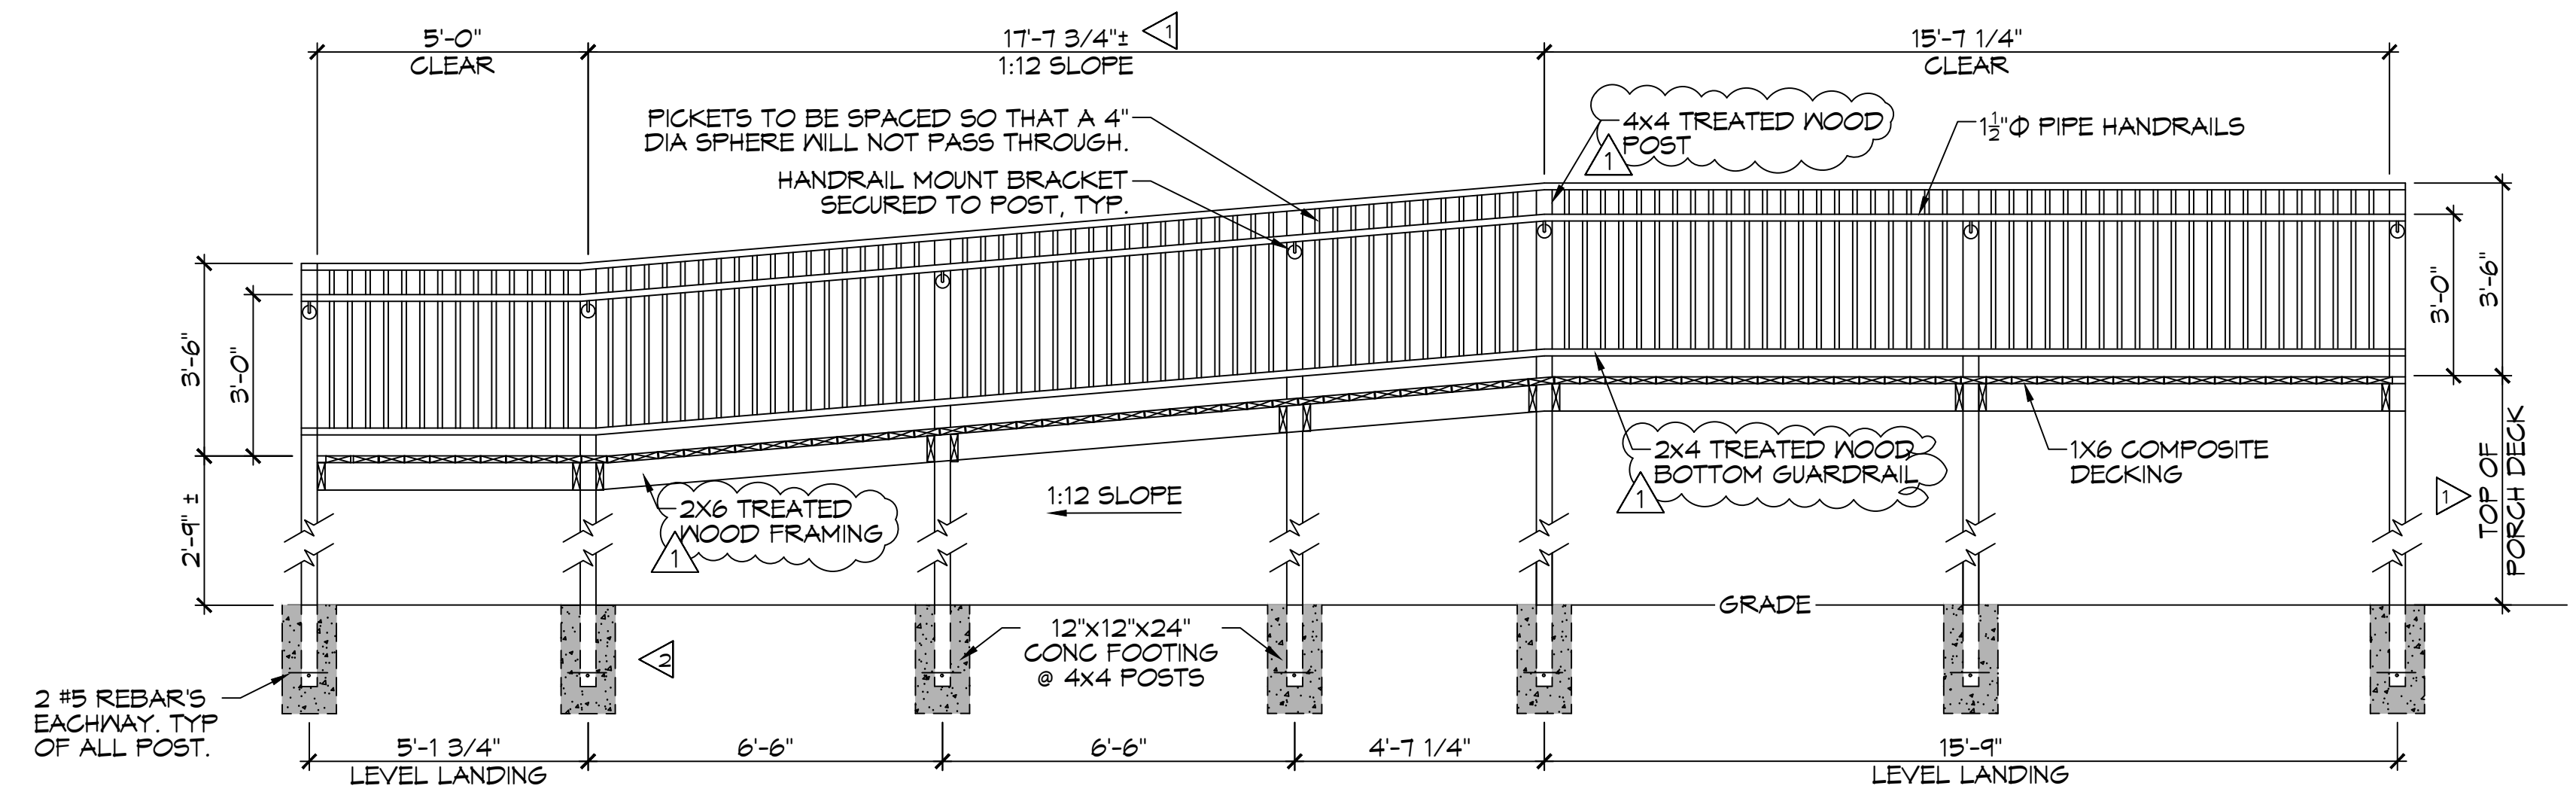 5'-0"
CLEAR
17'-7 3/4"±
1
1:12 SLOPE
15'-7 1/4"
CLEAR
PICKETS TO BE SPACED SO THAT A 4"
DIA SPHERE WILL NOT PASS THROUGH.
HANDRAIL MOUNT BRACKET
SECURED TO POST, TYP.
4x4 TREATED WOOD
POST
1
1½"Φ PIPE HANDRAILS
3'-6"
3'-0"
2'-9" ±
3'-0"
3'-6"
TOP OF
PORCH DECK
1
2X6 TREATED
WOOD FRAMING
1
1:12 SLOPE
2x4 TREATED WOOD
BOTTOM GUARDRAIL
1
1X6 COMPOSITE
DECKING
GRADE
2
12"x12"x24"
CONC FOOTING
@ 4x4 POSTS
2 #5 REBAR'S
EACHWAY. TYP
OF ALL POST.
5'-1 3/4"
LEVEL LANDING
6'-6"
6'-6"
4'-7 1/4"
15'-9"
LEVEL LANDING